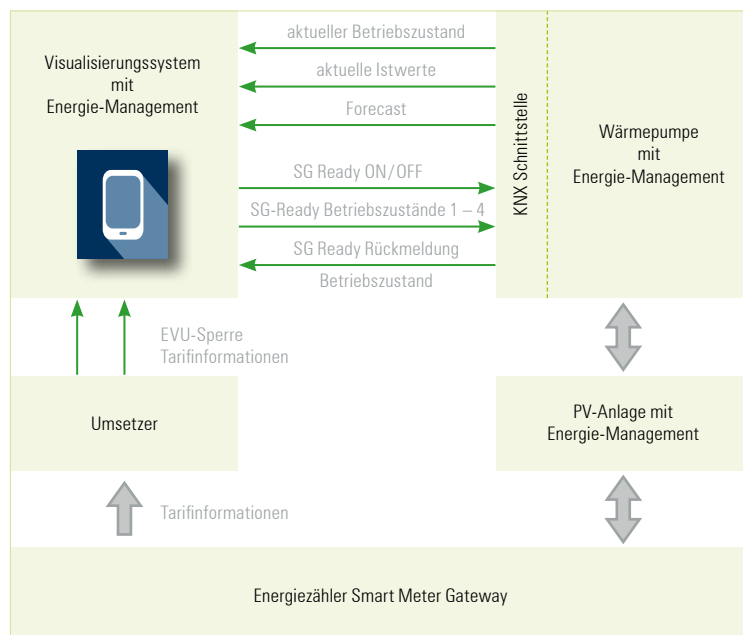 Visualisierungssystem
mit
Energie-Management
aktueller Betriebszustand
aktuelle Istwerte
Forecast
SG Ready ON/OFF
SG-Ready Betriebszustände 1 – 4
SG Ready Rückmeldung
Betriebszustand
KNX Schnittstelle
Wärmepumpe
mit
Energie-Management
EVU-Sperre
Tarifinformationen
Umsetzer
PV-Anlage mit
Energie-Management
Tarifinformationen
Energiezähler Smart Meter Gateway